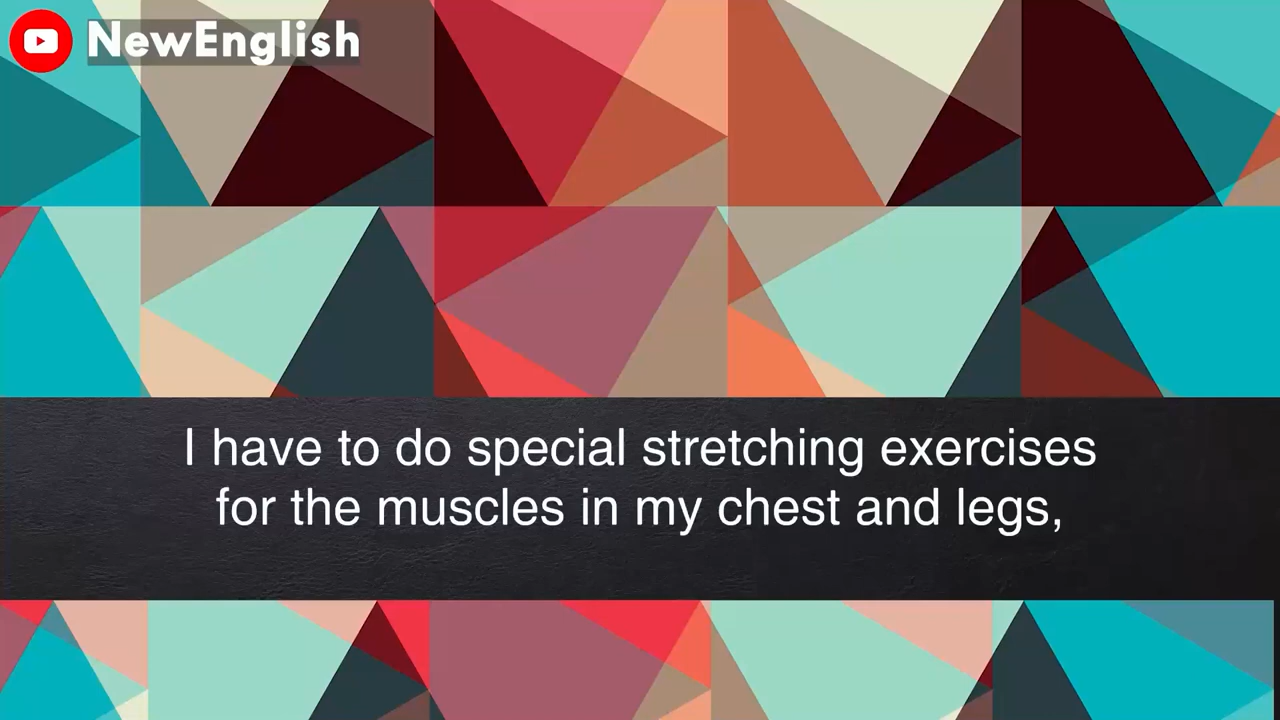 NewEnglish
I have to do special stretching exercises
for the muscles in my chest and legs,